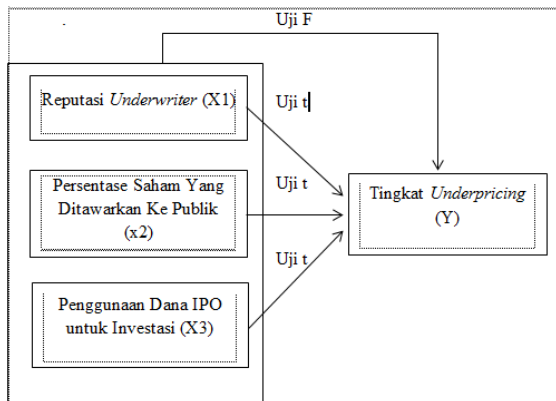 Uji F
Reputasi Underwriter (X1)
Uji t
Persentase Saham Yang
Ditawarkan Ke Publik
(x2)
Uji t
Tingkat Underpricing
(Y)
Uji t
Penggunaan Dana IPO
untuk Investasi (X3)